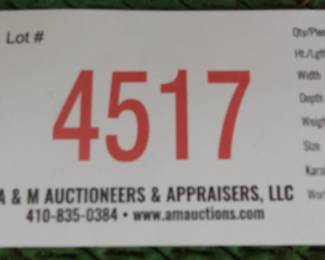 Lot #
4517
A & M AUCTIONEERS & APPRAISERS, LLC
410-835-0384 • www.amauctions.com
Qty/Piec
Ht./Lgt
Width
Depth
Weigh
Size
Kara